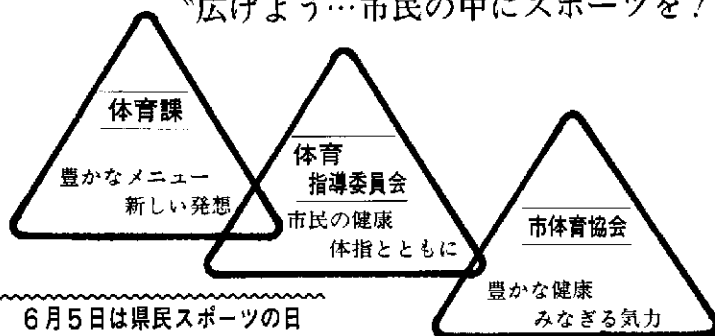 〝広げよう…市民の中にスポーツを！
体育課
豊かなメニュー
新しい発想
体育
指導委員会
市民の健康
体指とともに
市体育協会
豊かな健康
みなぎる気力
6月5日は県民スポーツの日